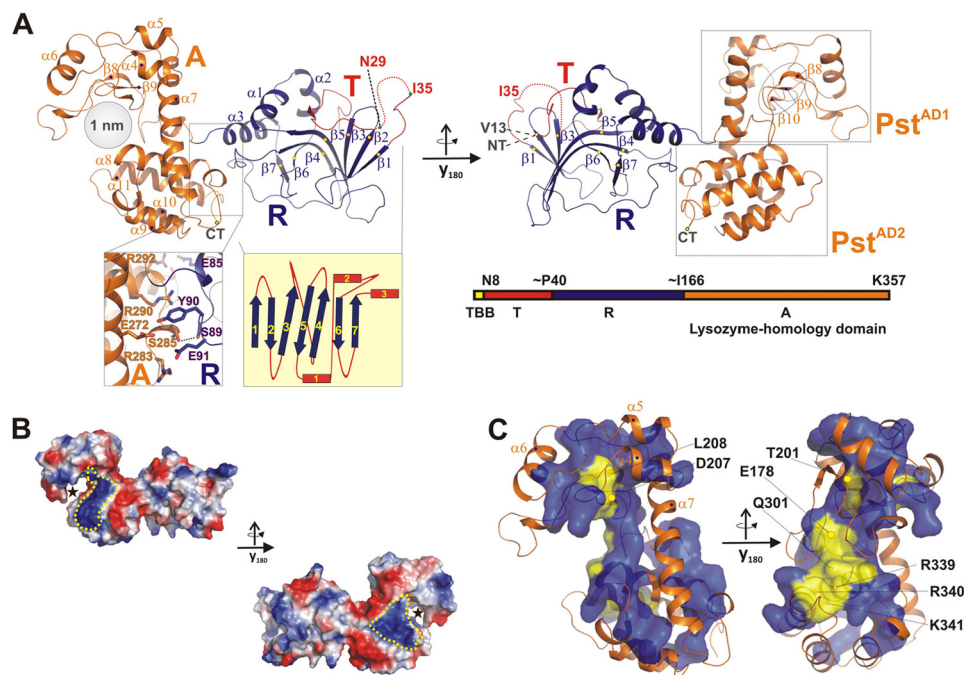 A
α5
α6
β8
α4
A
β9
α7
1 nm
α8
α11
α10
α9
CT
α3
α1
α2
T
N29
I35
β5
β3
β2
β4
β1
β7
β6
R
y180
I35
T
V13
NT
β3
β5
β1
β4
β6
β7
R
β8
β9
β10
PstAD1
PstAD2
CT
R292
E85
Y90
R290
E272
S89
S285
E91
R283
A
R
1
2
3
5
4
2
3
6
7
1
N8
~P40
~I166
K357
TBB
T
R
A
Lysozyme-homology domain
B
★
y180
★
C
α5
α6
α4
L208
D207
α7
T201
E178
Q301
y180
R339
R340
K341